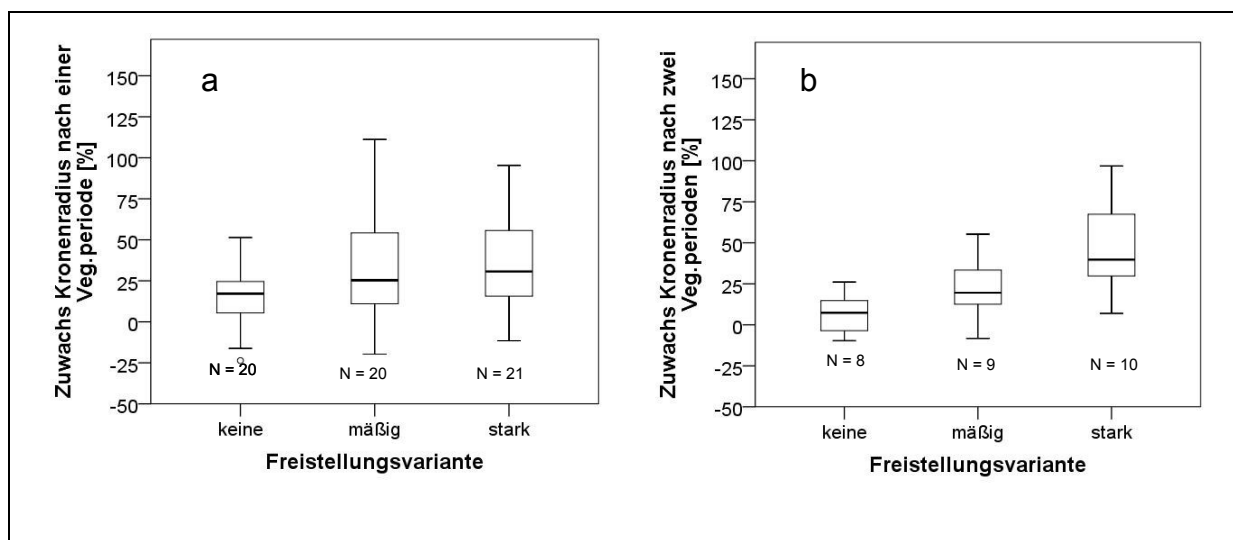 Zuwachs Kronenradius nach einer
Veg.periode [%]
a
150
125
100
75
50
25
0
-25
-50
N = 20
N = 20
N = 21
keine
mäßig
stark
Freistellungsvariante
Zuwachs Kronenradius nach zwei
Veg.perioden [%]
b
150
125
100
75
50
25
0
-25
-50
N = 8
N = 9
N = 10
keine
mäßig
stark
Freistellungsvariante